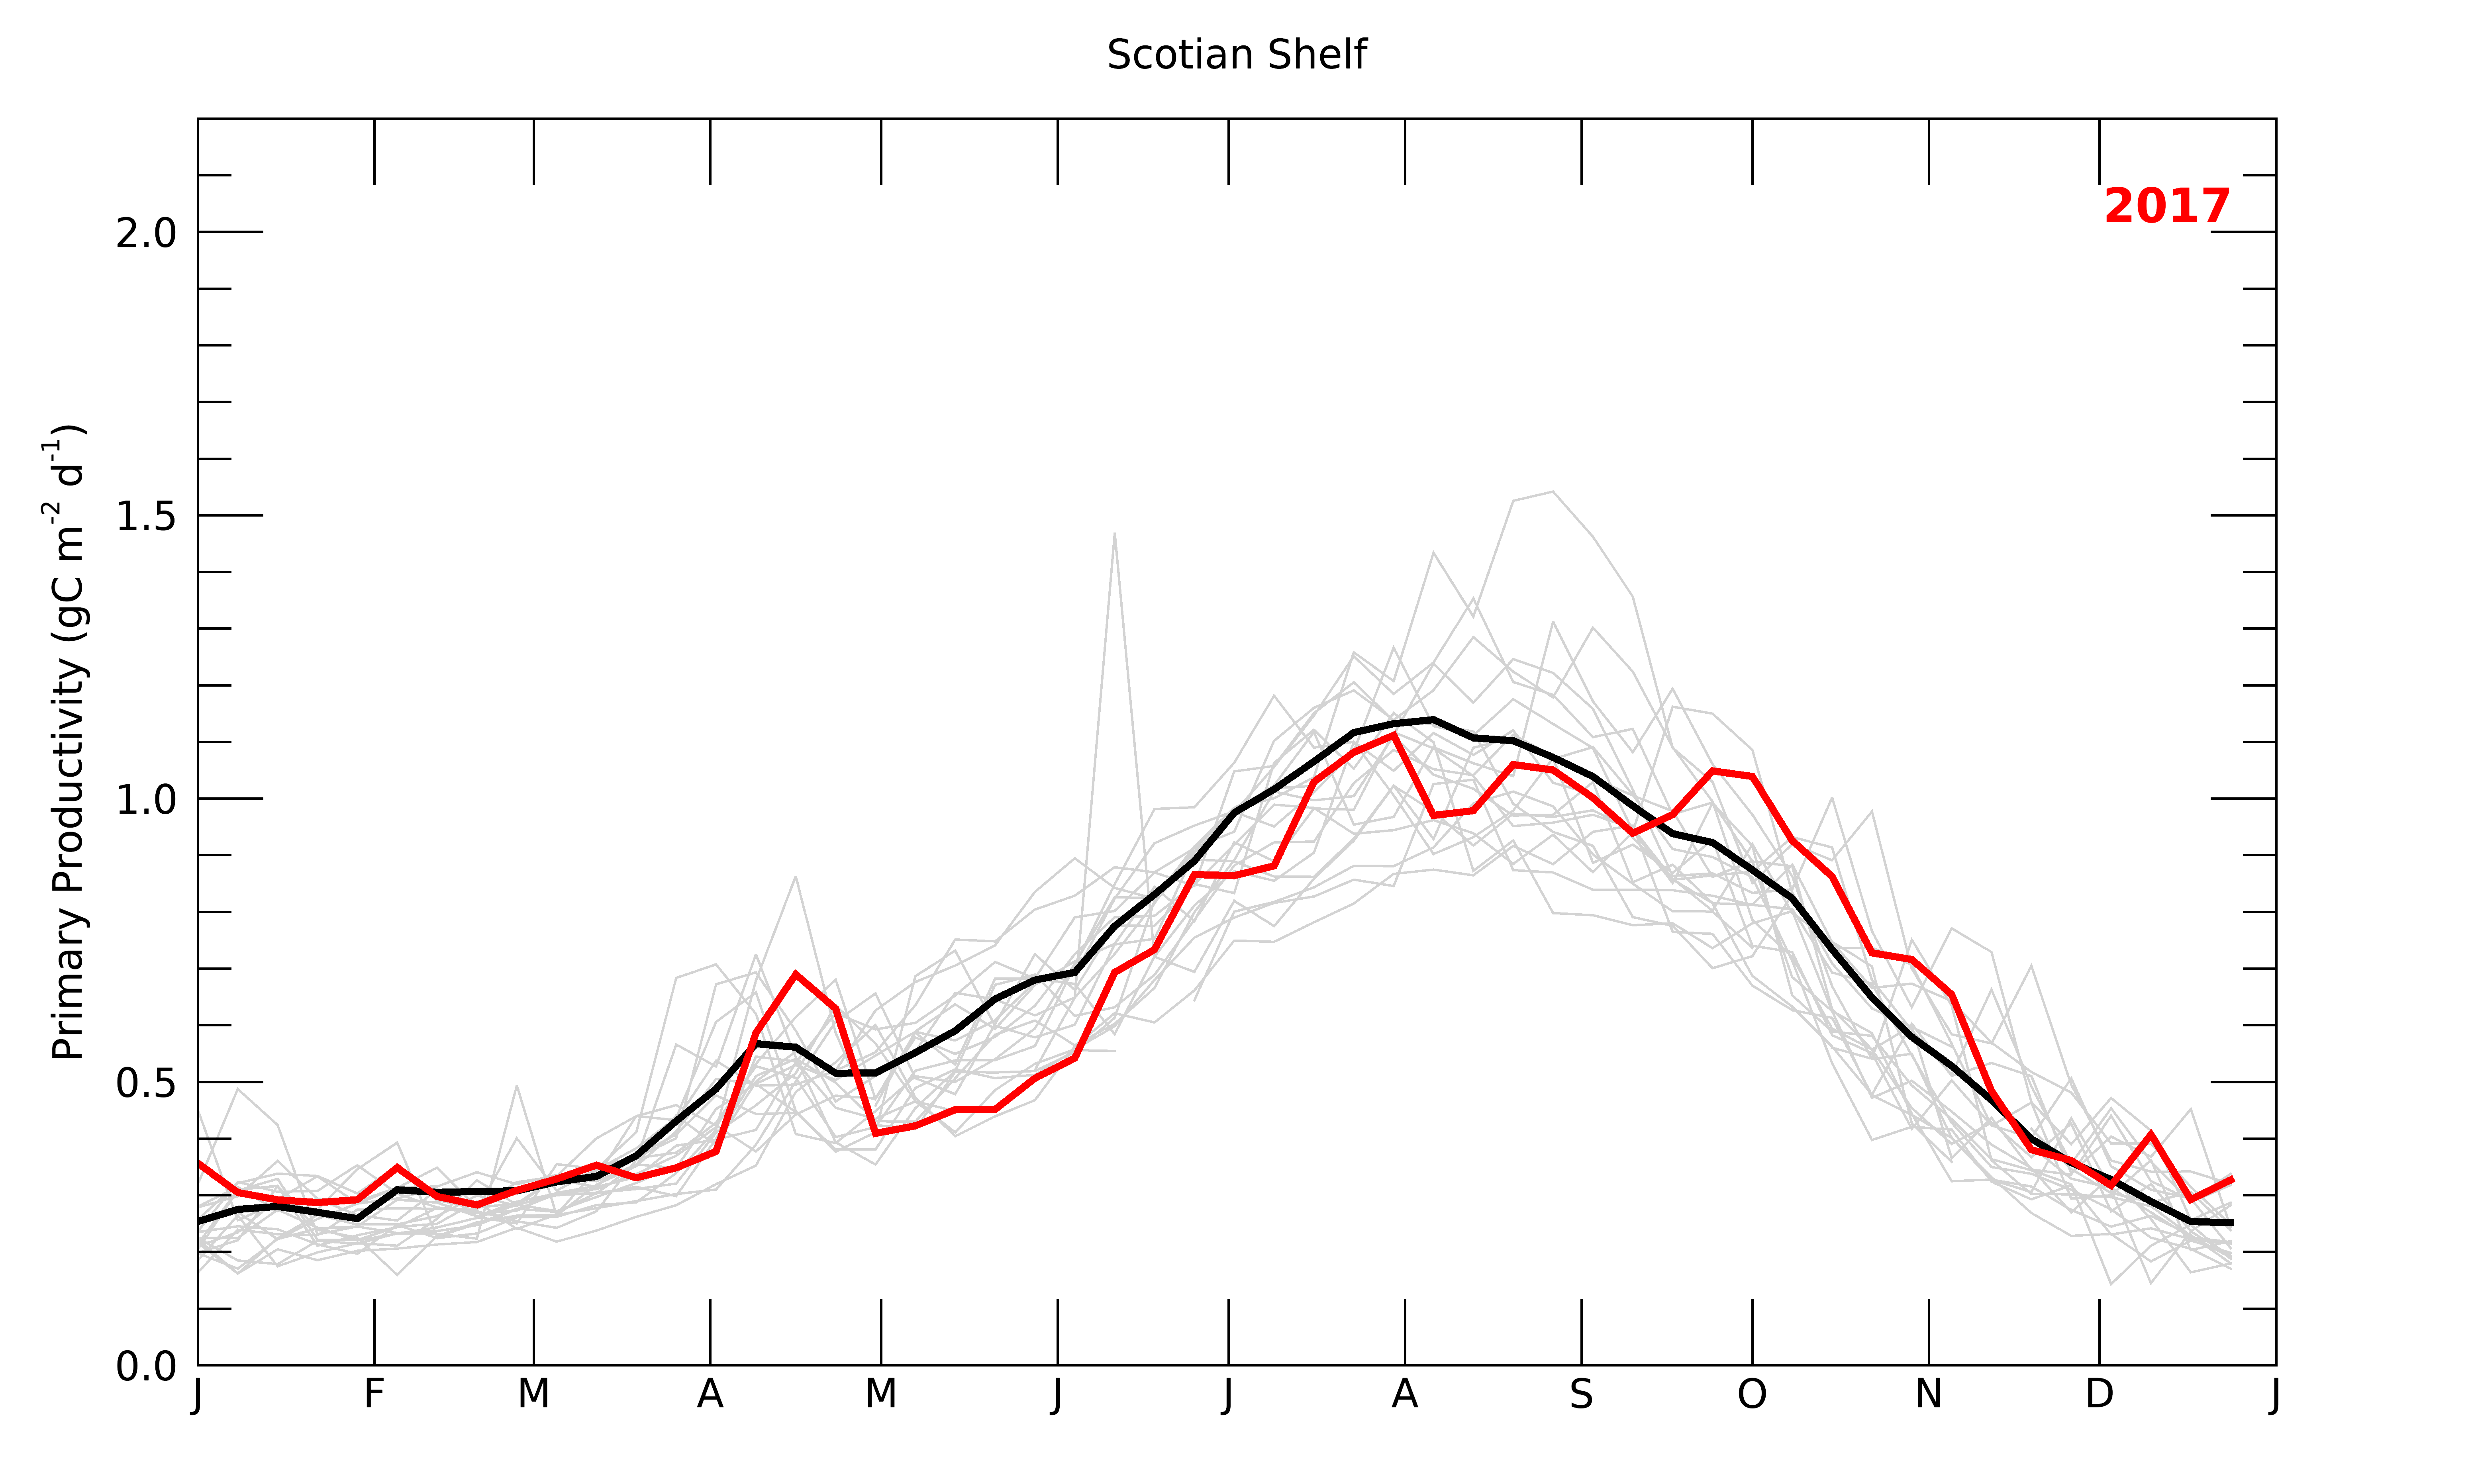 Scotian Shelf
2017
Primary Productivity (gC m⁻² d⁻¹)
2.0
1.5
1.0
0.5
0.0
J F M A M J J A S O N D J